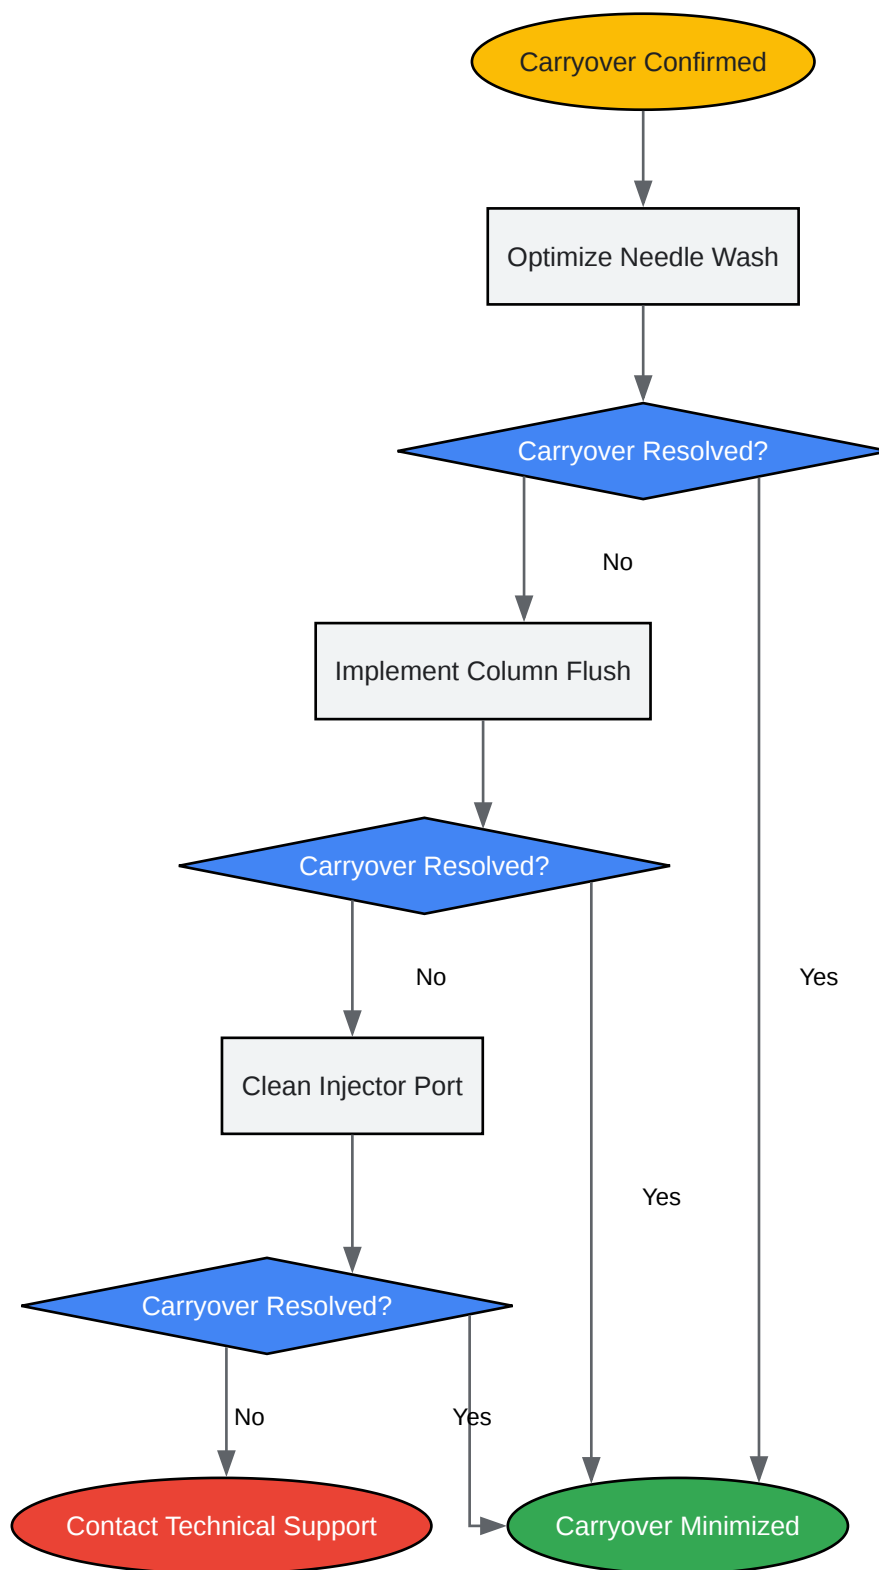 Carryover Confirmed
Optimize Needle Wash
Carryover Resolved?
No
Implement Column Flush
Carryover Resolved?
No
Yes
Clean Injector Port
Yes
Carryover Resolved?
No
Yes
Contact Technical Support
Carryover Minimized